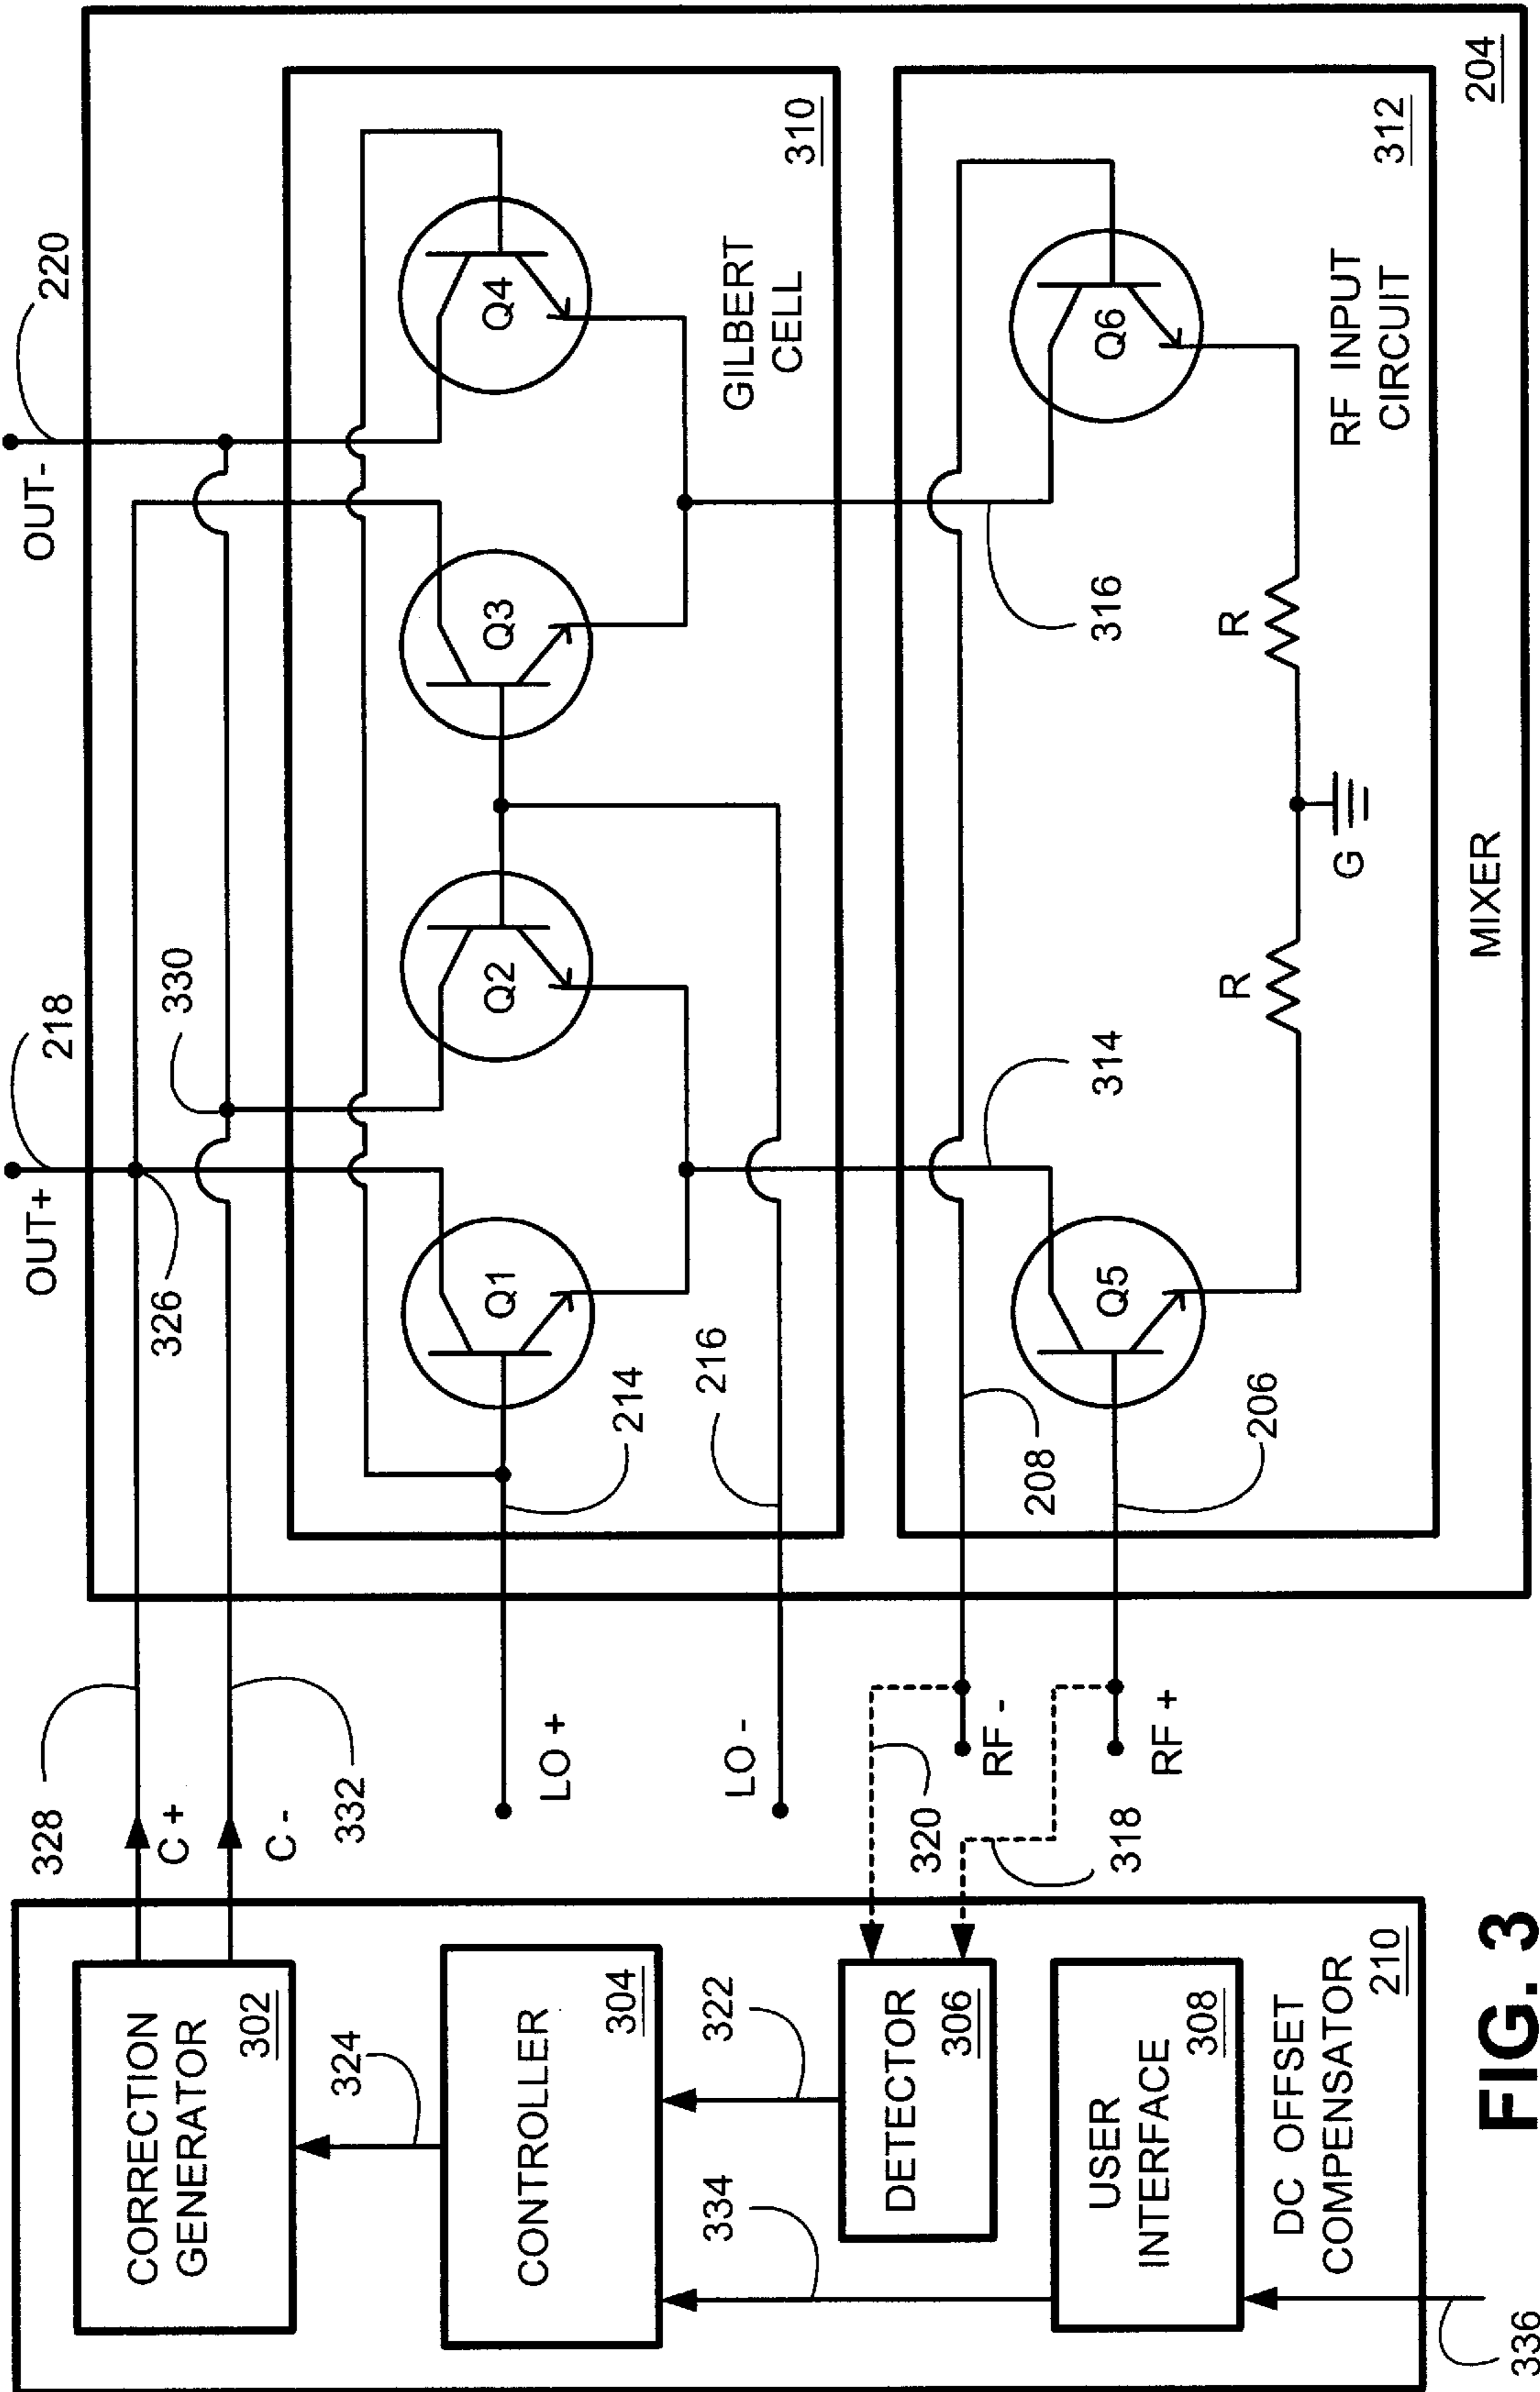 328
C +
C -
332
CORRECTION
GENERATOR
302
324
CONTROLLER
304
322
334
DETECTOR
306
USER
INTERFACE
308
DC OFFSET
COMPENSATOR
210
336
LO +
LO -
320
RF -
318
RF +
OUT+
218
326
330
OUT-
220
Q1
Q2
Q3
Q4
214
216
GILBERT
CELL
310
208
206
314
316
Q5
Q6
R
R
G
RF INPUT
CIRCUIT
312
MIXER
204
FIG. 3